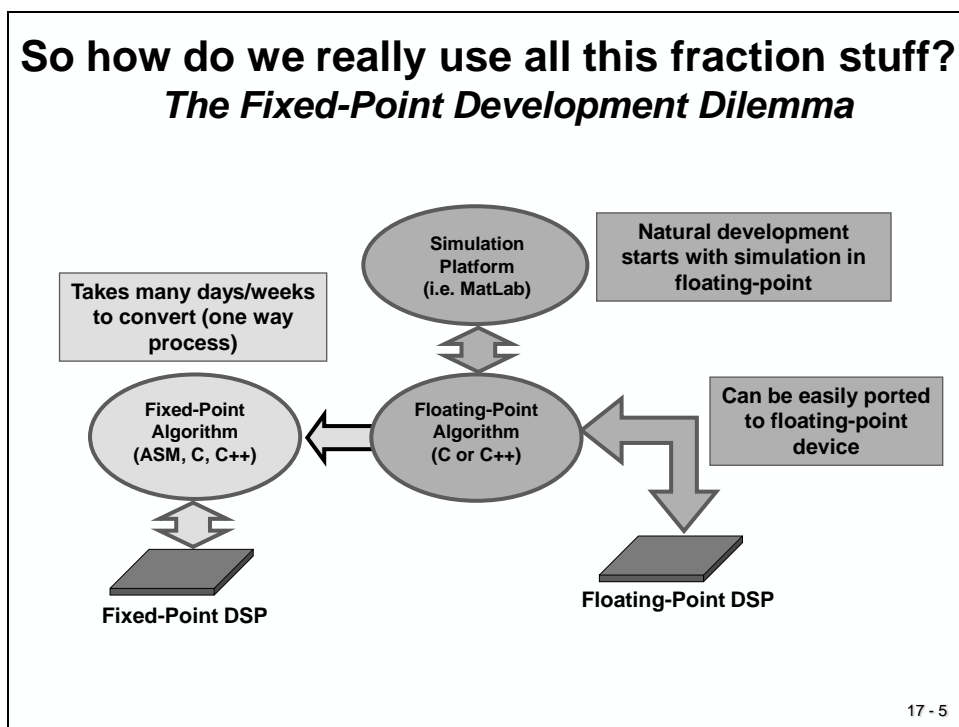 So how do we really use all this fraction stuff?
The Fixed-Point Development Dilemma
Simulation
Platform
(i.e. MatLab)
Natural development
starts with simulation in
floating-point
Takes many days/weeks
to convert (one way
process)
Fixed-Point
Algorithm
(ASM, C, C++)
Floating-Point
Algorithm
(C or C++)
Can be easily ported
to floating-point
device
Fixed-Point DSP
Floating-Point DSP
17 - 5